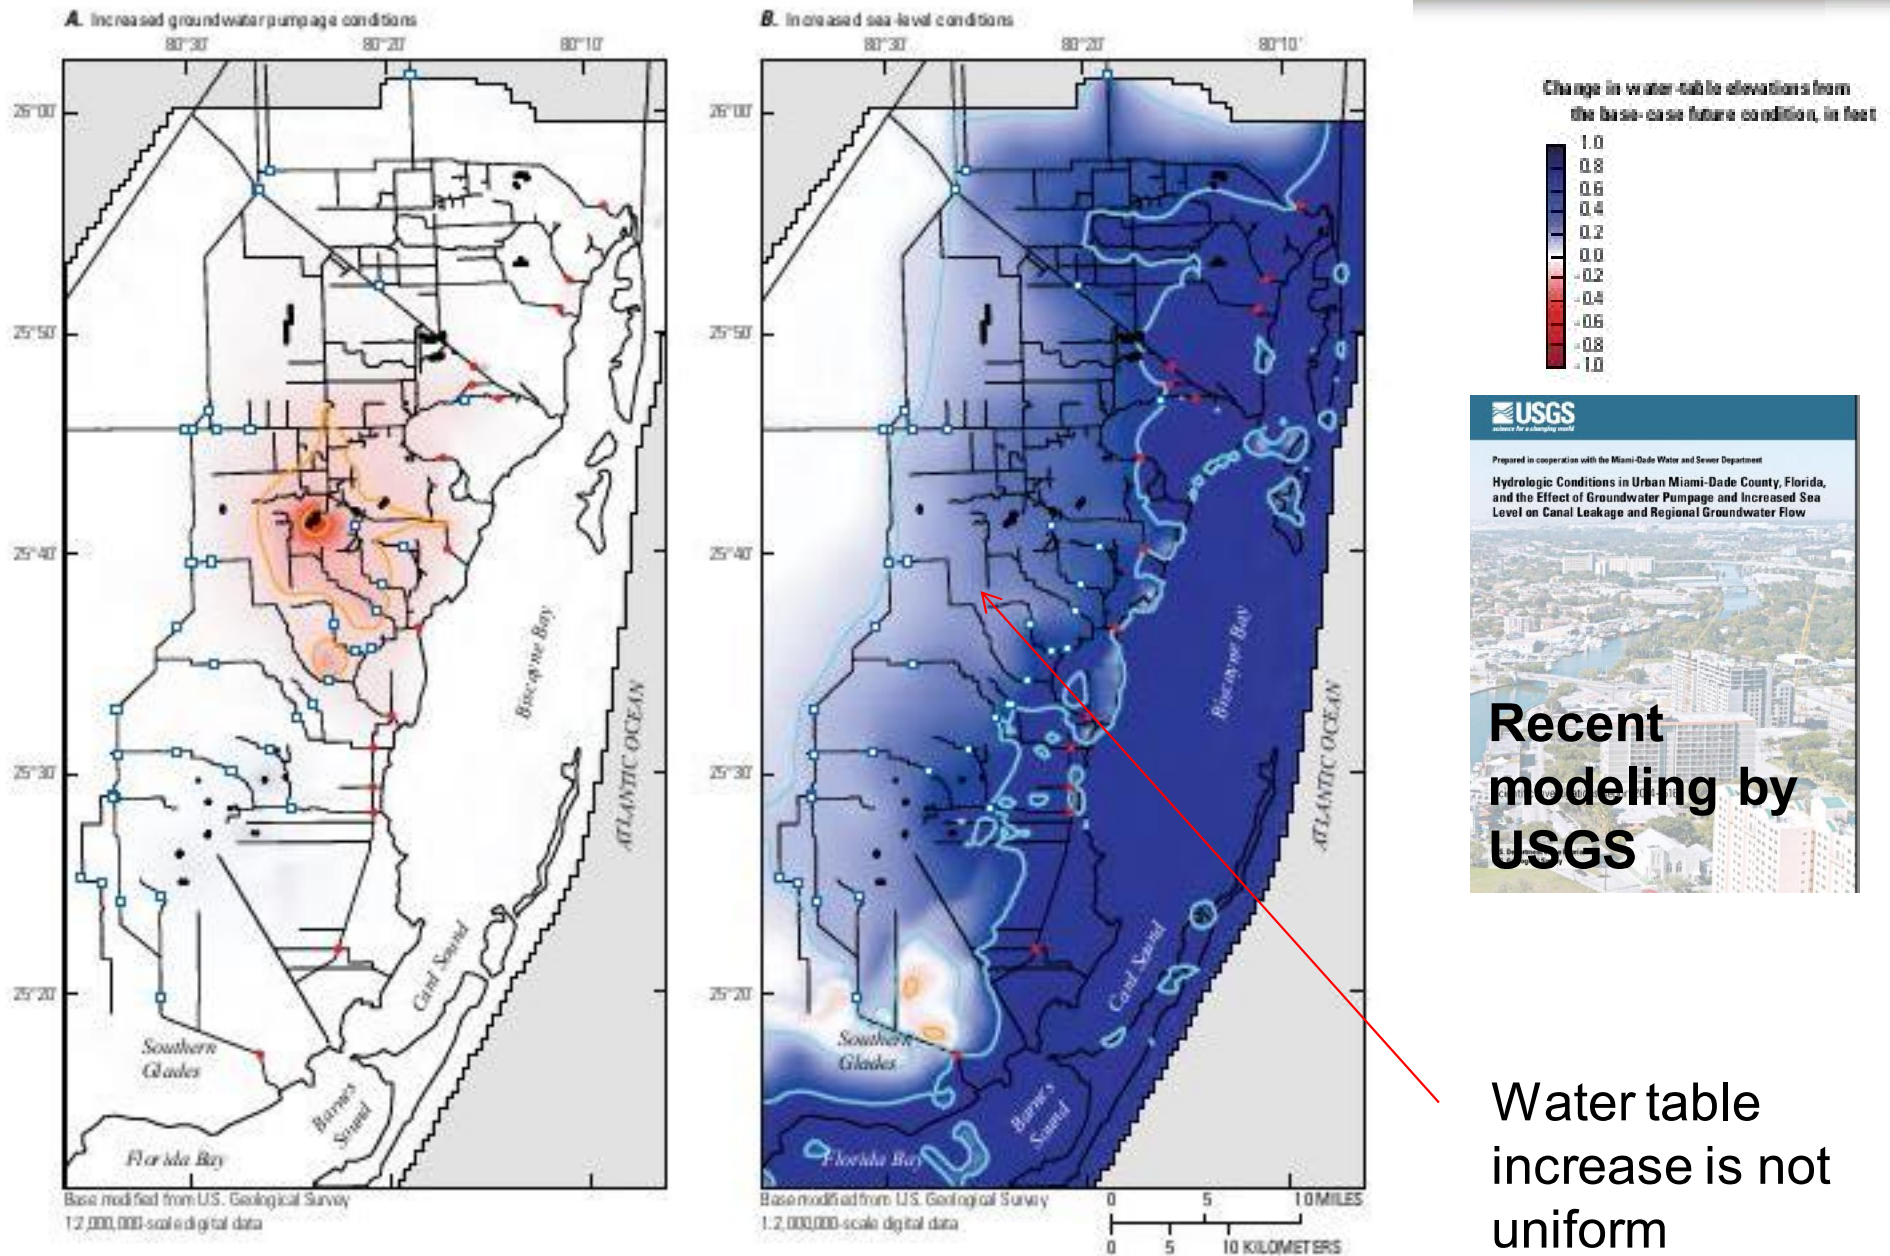 A. Increased groundwater pumpage conditions
80°30' 80°20' 80°10'
26°00'
25°50'
25°40'
25°30'
25°20'
Biscayne Bay
ATLANTIC OCEAN
Card Sound
Southern
Glades
Barnes
Sound
Florida Bay
Base modified from U.S. Geological Survey
1:2,000,000-scale digital data
B. Increased sea-level conditions
80°30' 80°20' 80°10'
26°00'
25°50'
25°40'
25°30'
25°20'
Biscayne Bay
ATLANTIC OCEAN
Card Sound
Southern
Glades
Barnes
Sound
Florida Bay
Base modified from U.S. Geological Survey
1:2,000,000-scale digital data
0 5 10 MILES
0 5 10 KILOMETERS
Change in water-table elevations from
the base-case future condition, in feet
1.0
0.8
0.6
0.4
0.2
0.0
-0.2
-0.4
-0.6
-0.8
-1.0
USGS
science for a changing world
Prepared in cooperation with the Miami-Dade Water and Sewer Department
Hydrologic Conditions in Urban Miami-Dade County, Florida,
and the Effect of Groundwater Pumpage and Increased Sea
Level on Canal Leakage and Regional Groundwater Flow
Recent
modeling by
USGS
Water table
increase is not
uniform